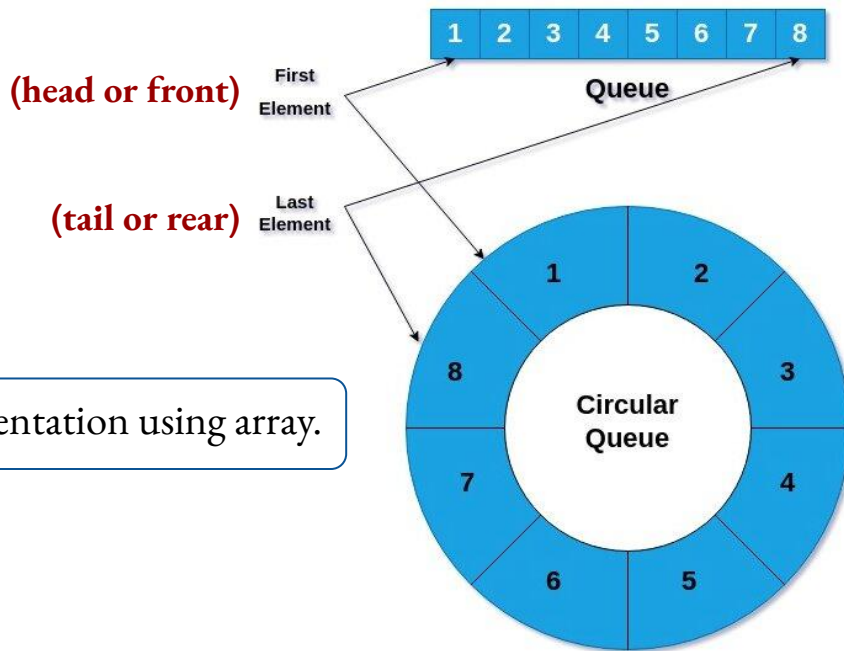 1 2 3 4 5 6 7 8
Queue
(head or front)
First
Element
(tail or rear)
Last
Element
1
2
3
4
5
6
7
8
Circular
Queue
entation using array.